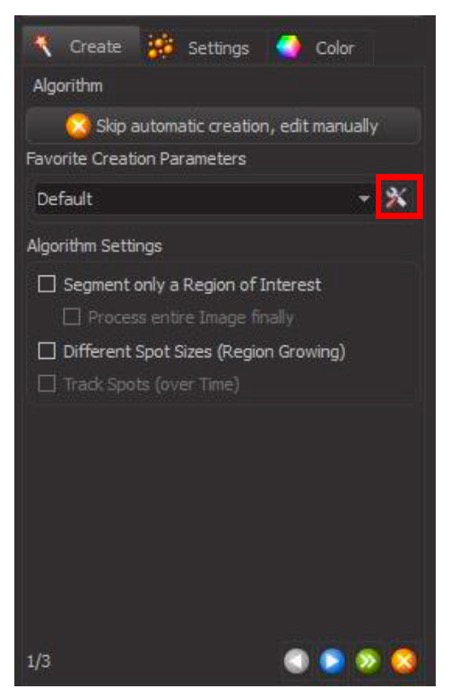 Create Settings Color
Algorithm
Skip automatic creation, edit manually
Favorite Creation Parameters
Default
Algorithm Settings
Segment only a Region of Interest
Process entire Image finally
Different Spot Sizes (Region Growing)
Track Spots (over Time)
1/3